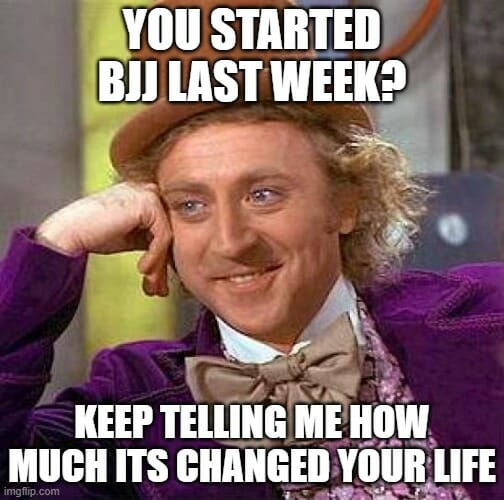 YOU STARTED
BJJ LAST WEEK?
KEEP TELLING ME HOW
MUCH ITS CHANGED YOUR LIFE
imgflip.com